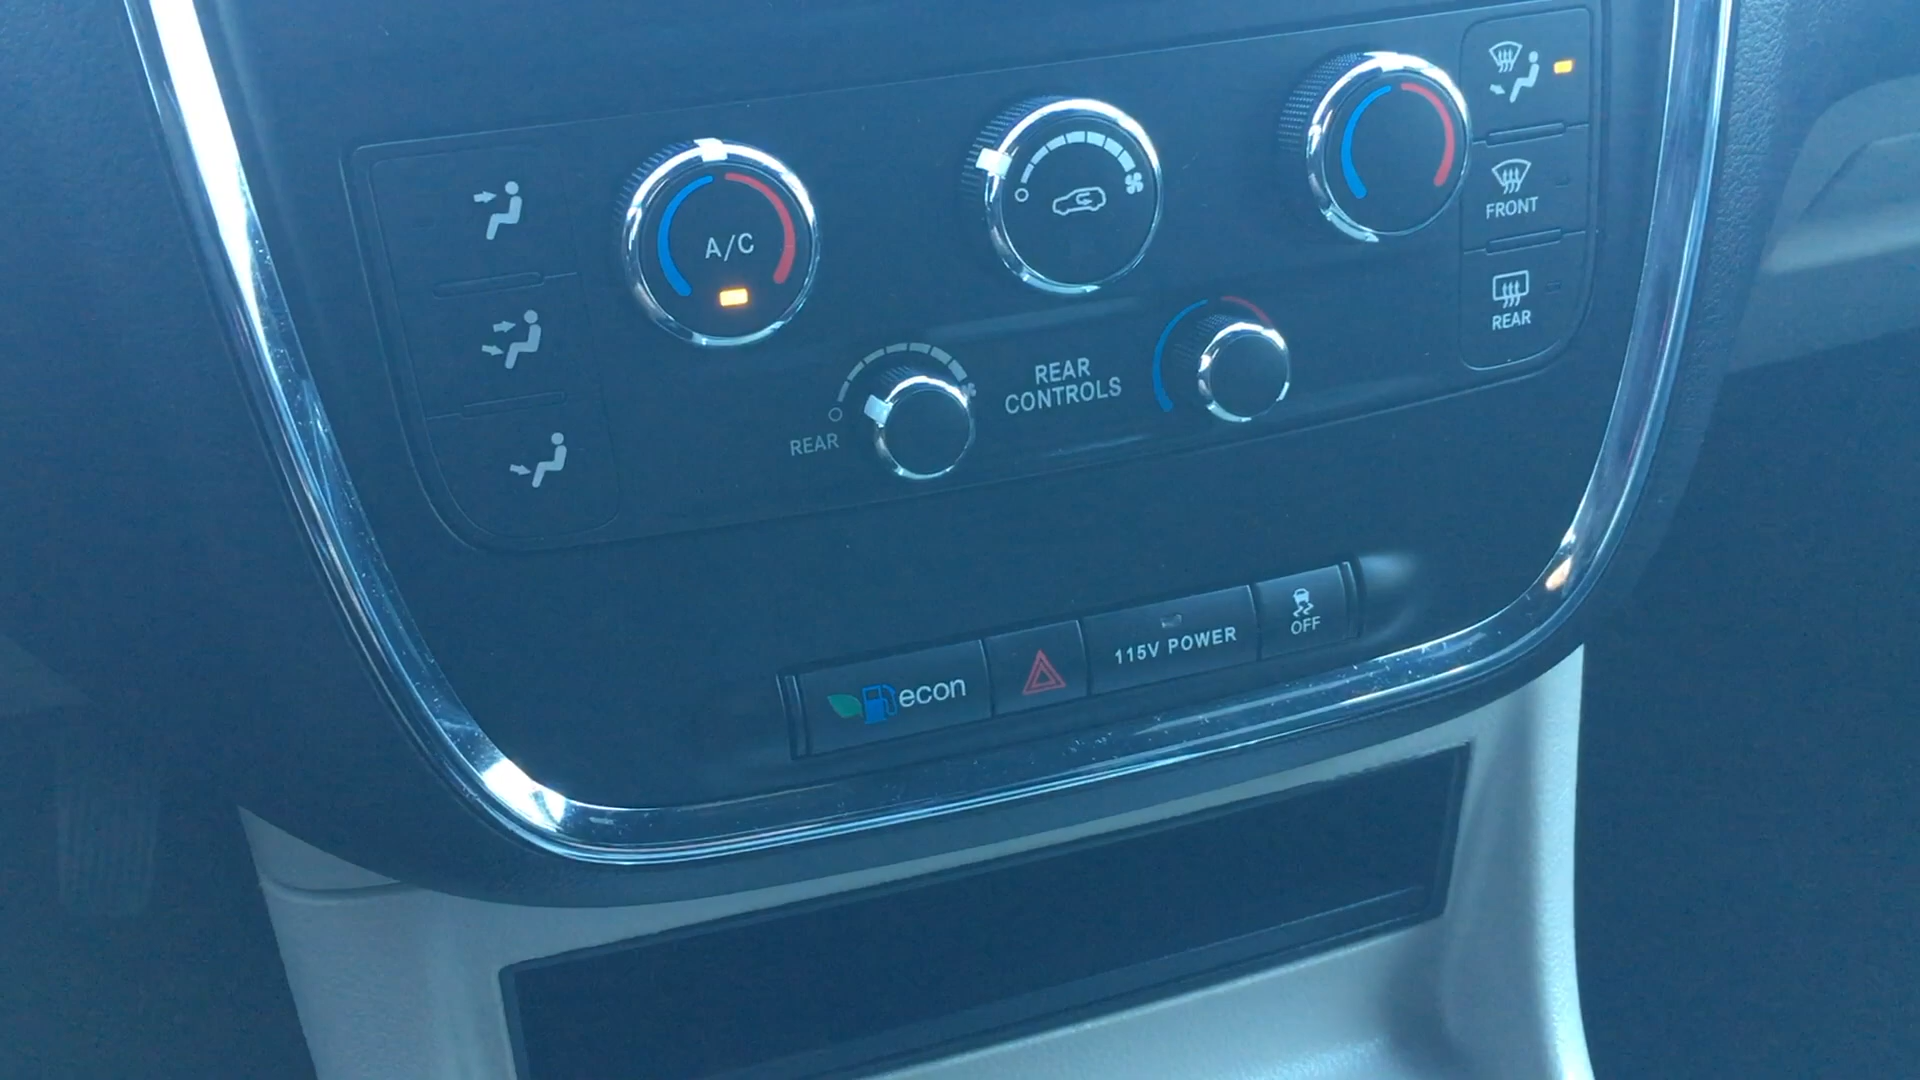 A/C
FRONT
REAR
REAR
CONTROLS
REAR
econ
115V POWER
OFF